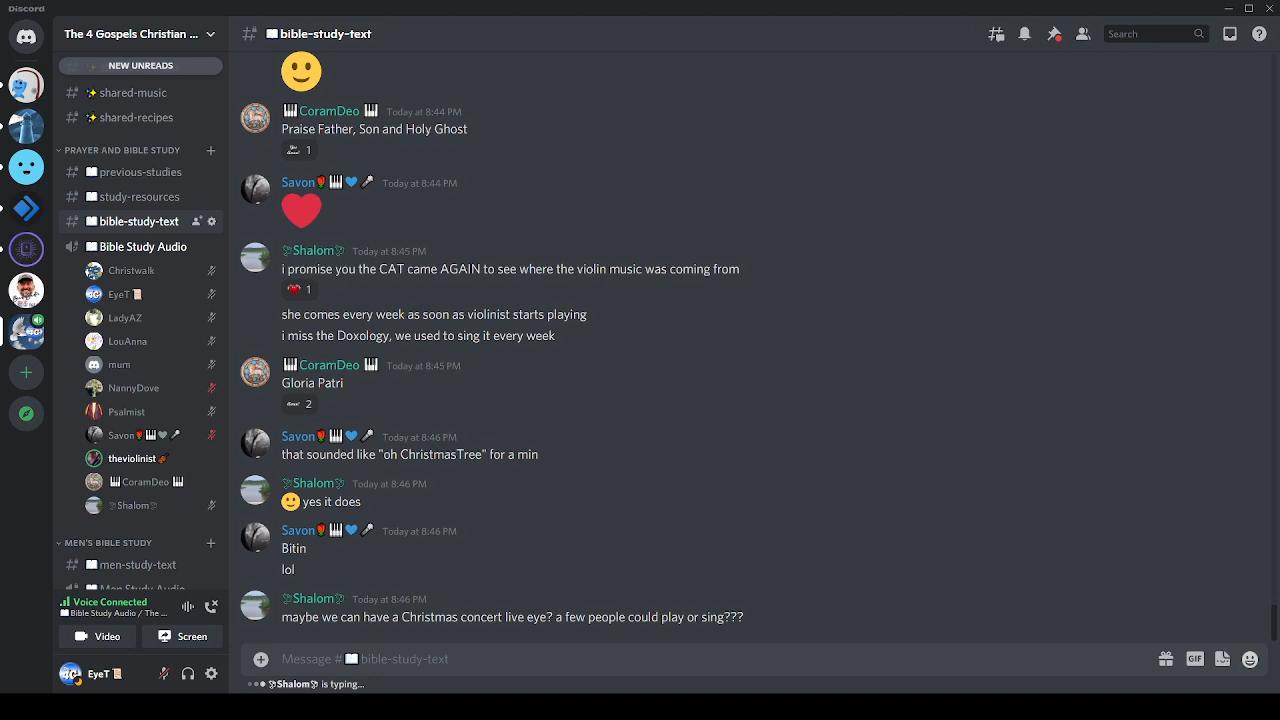 Discord
The 4 Gospels Christian ...
bible-study-text
Search
NEW UNREADS
shared-music
shared-recipes
PRAYER AND BIBLE STUDY
previous-studies
study-resources
bible-study-text
Bible Study Audio
Christwalk
EyeT
LadyAZ
LouAnna
mum
NannyDove
Psalmist
Savon
theviolinist
CoramDeo
Shalom
MEN'S BIBLE STUDY
men-study-text
Men Study Audio
Voice Connected
Bible Study Audio / The ...
Video
Screen
EyeT
CoramDeo Today at 8:44 PM
Praise Father, Son and Holy Ghost
1
Savon Today at 8:44 PM
Shalom Today at 8:45 PM
i promise you the CAT came AGAIN to see where the violin music was coming from
1
she comes every week as soon as violinist starts playing
i miss the Doxology, we used to sing it every week
CoramDeo Today at 8:45 PM
Gloria Patri
2
Savon Today at 8:46 PM
that sounded like "oh ChristmasTree" for a min
Shalom Today at 8:46 PM
yes it does
Savon Today at 8:46 PM
Bitin
lol
Shalom Today at 8:46 PM
maybe we can have a Christmas concert live eye? a few people could play or sing???
Message # bible-study-text
GIF
Shalom is typing...